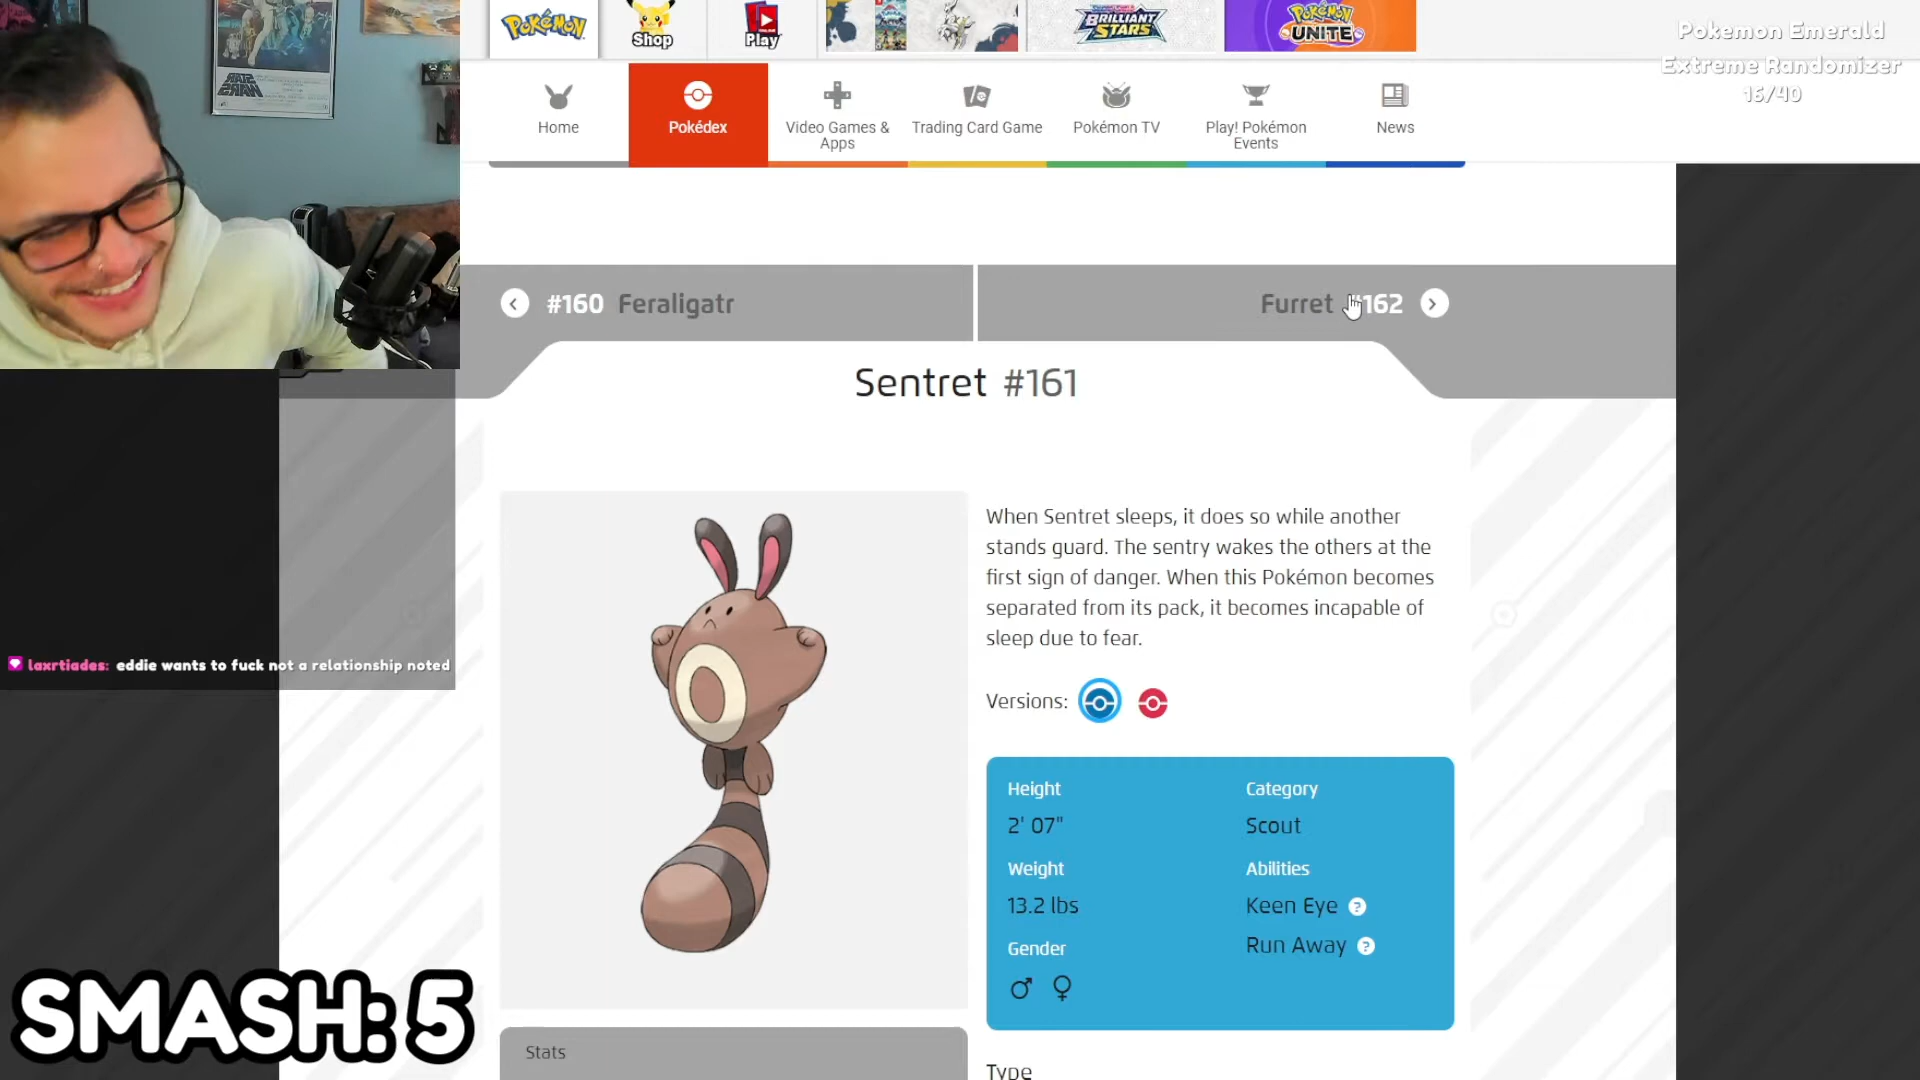 Pokémon
Shop
Play
BRILLIANT
STARS
Pokémon
UNITE
Pokemon Emerald
Extreme Randomizer
16/40
STAR
WARS
Home
Pokédex
Video Games &
Apps
Trading Card Game
Pokémon TV
Play! Pokémon
Events
News
#160 Feraligatr
Furret #162
Sentret #161
When Sentret sleeps, it does so while another
stands guard. The sentry wakes the others at the
first sign of danger. When this Pokémon becomes
separated from its pack, it becomes incapable of
sleep due to fear.
Versions:
laxrtiades: eddie wants to fuck not a relationship noted
Height
2' 07"
Weight
13.2 lbs
Gender
Category
Scout
Abilities
Keen Eye ?
Run Away ?
SMASH: 5
Stats
Type